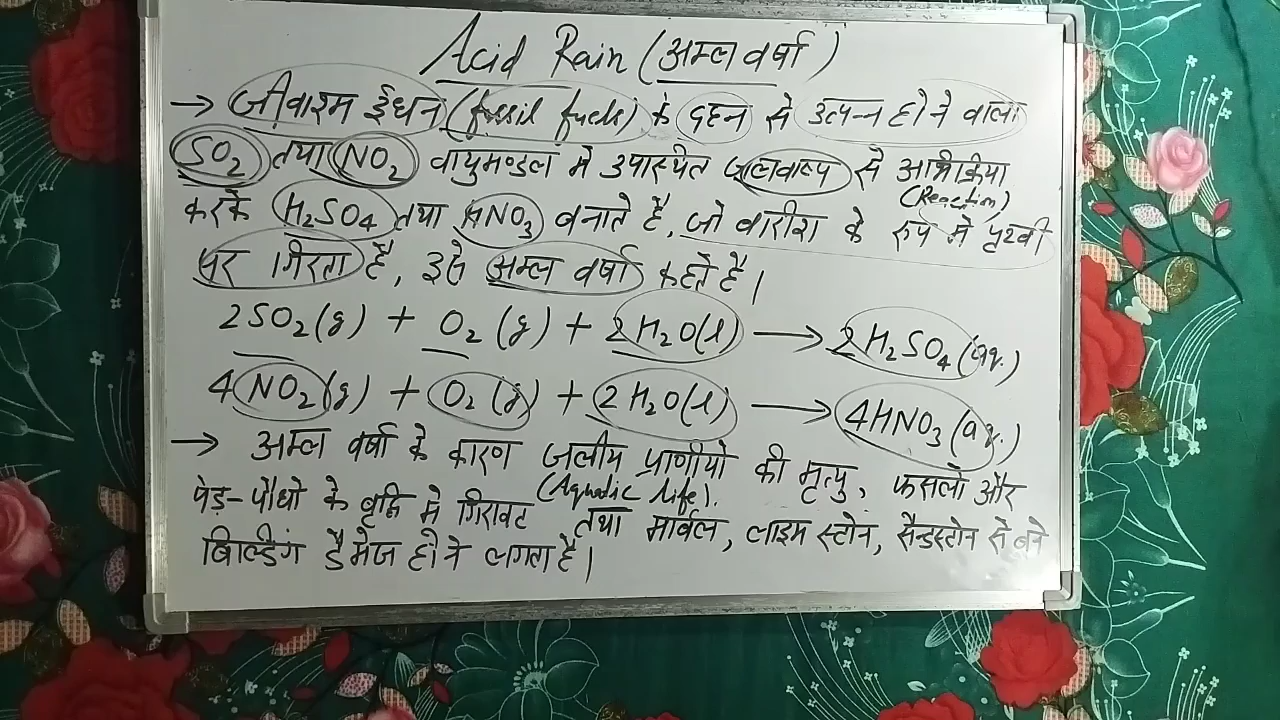 Acid Rain (अम्ल वर्षा)
→ जीवाश्म ईंधन (fossil fuels) के दहन से उत्पन्न होने वाला
SO₂ तथा NO₂ वायुमण्डल मे उपास्थित जलवाष्प से अभिक्रिया
(Reaction)
करके H₂SO₄ तथा HNO₃ बनाते है, जो बारीश के रूप मे पृथ्वी
पर गिरता है, इसे अम्ल वर्षा कहते है।
2SO₂(g) + O₂(g) + 2H₂O(l) → 2H₂SO₄(aq.)
4NO₂(g) + O₂(g) + 2H₂O(l) → 4HNO₃(aq.)
→ अम्ल वर्षा के कारण जलीय प्राणीयो की मृत्यु, फसलो और
(Aquatic life).
पेड़-पौधो के वृद्धि मे गिरावट तथा मार्बल, लाइम स्टोन, सैन्डस्टोन से बने
बिल्डिंग डैमेज होने लगता है।